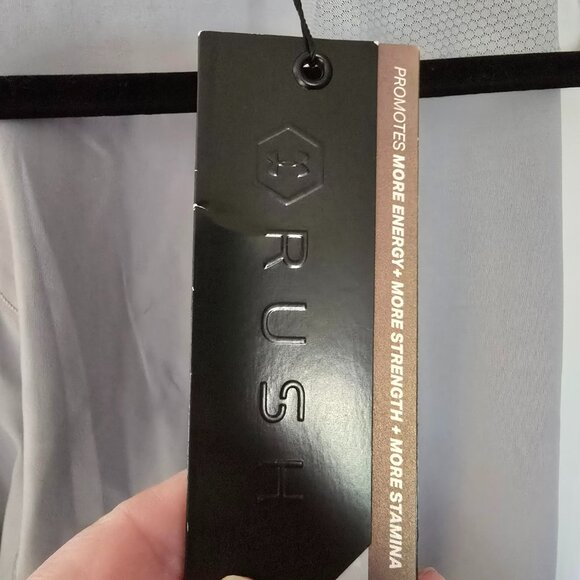 RUSH
PROMOTES MORE ENERGY+ MORE STRENGTH + MORE STAMINA